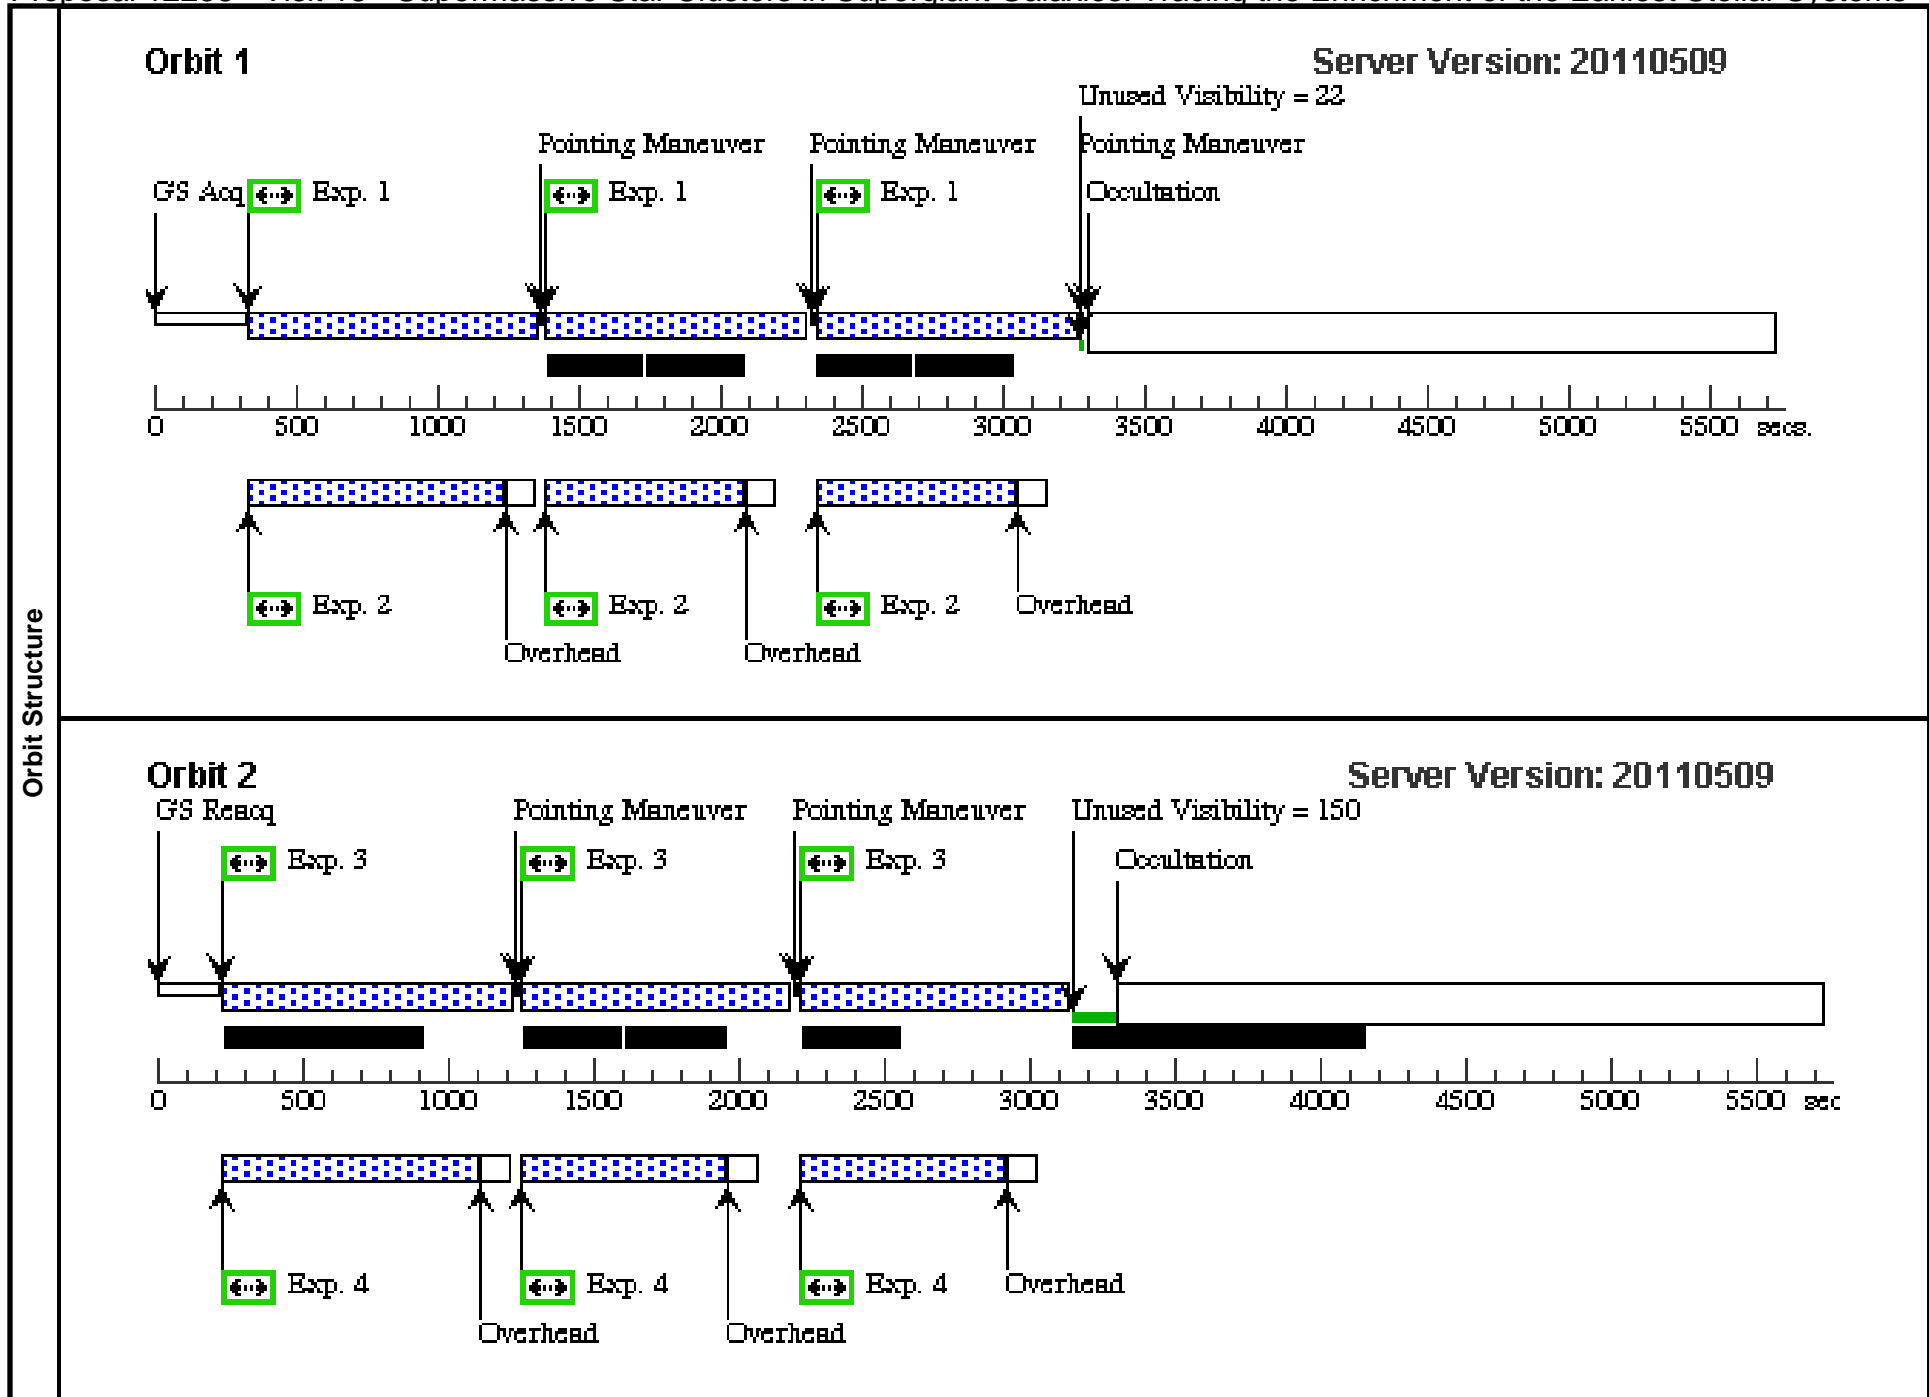 Orbit Structure
Orbit 1
Server Version: 20110509
Unused Visibility = 22
Pointing Maneuver Pointing Maneuver Pointing Maneuver
GS Acq Exp. 1 Exp. 1 Exp. 1 Occultation
0 500 1000 1500 2000 2500 3000 3500 4000 4500 5000 5500 secs.
Exp. 2 Exp. 2 Exp. 2 Overhead
Overhead Overhead
Orbit 2
Server Version: 20110509
GS Reacq Pointing Maneuver Pointing Maneuver Unused Visibility = 150
Exp. 3 Exp. 3 Exp. 3 Occultation
0 500 1000 1500 2000 2500 3000 3500 4000 4500 5000 5500 sec
Exp. 4 Exp. 4 Exp. 4 Overhead
Overhead Overhead